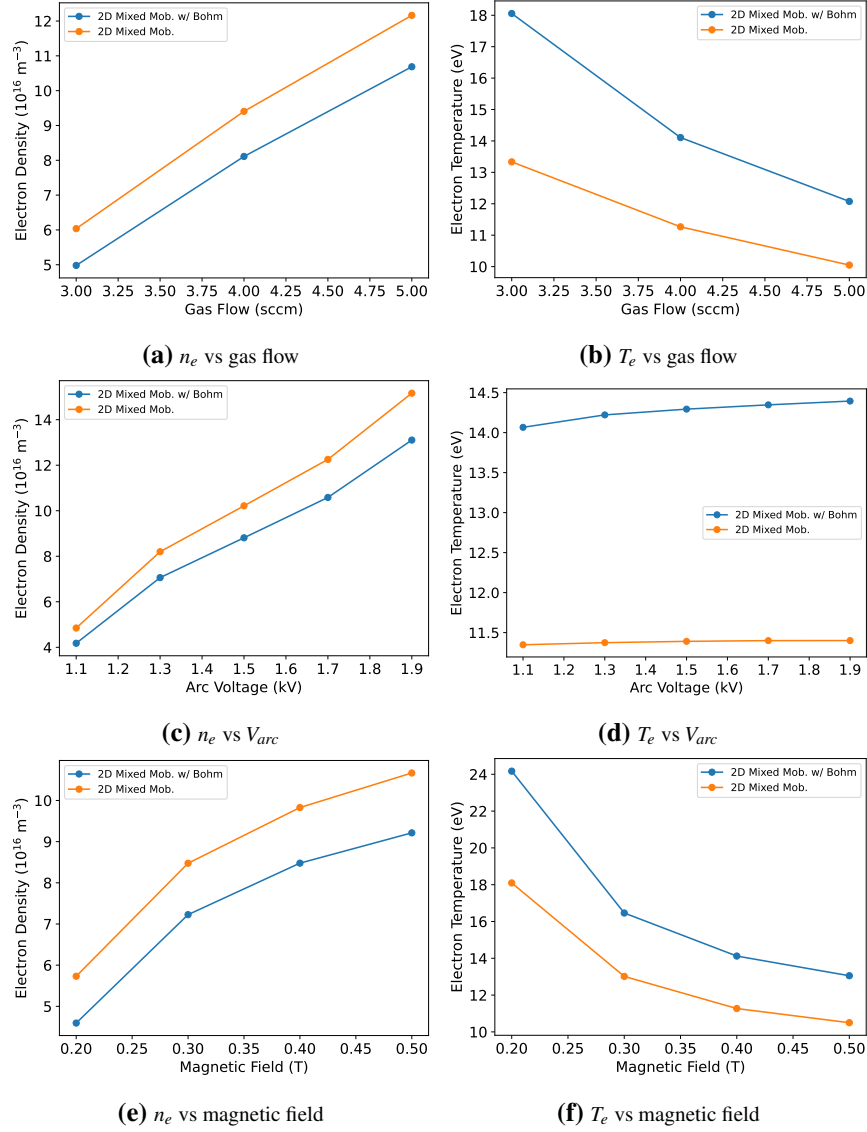 12
11
10
9
8
7
6
5
Electron Density (10¹⁶ m⁻³)
2D Mixed Mob. w/ Bohm
2D Mixed Mob.
3.00 3.25 3.50 3.75 4.00 4.25 4.50 4.75 5.00
Gas Flow (sccm)
(a) nₑ vs gas flow
18
17
16
15
14
13
12
11
10
Electron Temperature (eV)
2D Mixed Mob. w/ Bohm
2D Mixed Mob.
3.00 3.25 3.50 3.75 4.00 4.25 4.50 4.75 5.00
Gas Flow (sccm)
(b) Tₑ vs gas flow
14
12
10
8
6
4
Electron Density (10¹⁶ m⁻³)
2D Mixed Mob. w/ Bohm
2D Mixed Mob.
1.1 1.2 1.3 1.4 1.5 1.6 1.7 1.8 1.9
Arc Voltage (kV)
(c) nₑ vs V_arc
14.5
14.0
13.5
13.0
12.5
12.0
11.5
Electron Temperature (eV)
2D Mixed Mob. w/ Bohm
2D Mixed Mob.
1.1 1.2 1.3 1.4 1.5 1.6 1.7 1.8 1.9
Arc Voltage (kV)
(d) Tₑ vs V_arc
10
9
8
7
6
5
Electron Density (10¹⁶ m⁻³)
2D Mixed Mob. w/ Bohm
2D Mixed Mob.
0.20 0.25 0.30 0.35 0.40 0.45 0.50
Magnetic Field (T)
(e) nₑ vs magnetic field
24
22
20
18
16
14
12
10
Electron Temperature (eV)
2D Mixed Mob. w/ Bohm
2D Mixed Mob.
0.20 0.25 0.30 0.35 0.40 0.45 0.50
Magnetic Field (T)
(f) Tₑ vs magnetic field